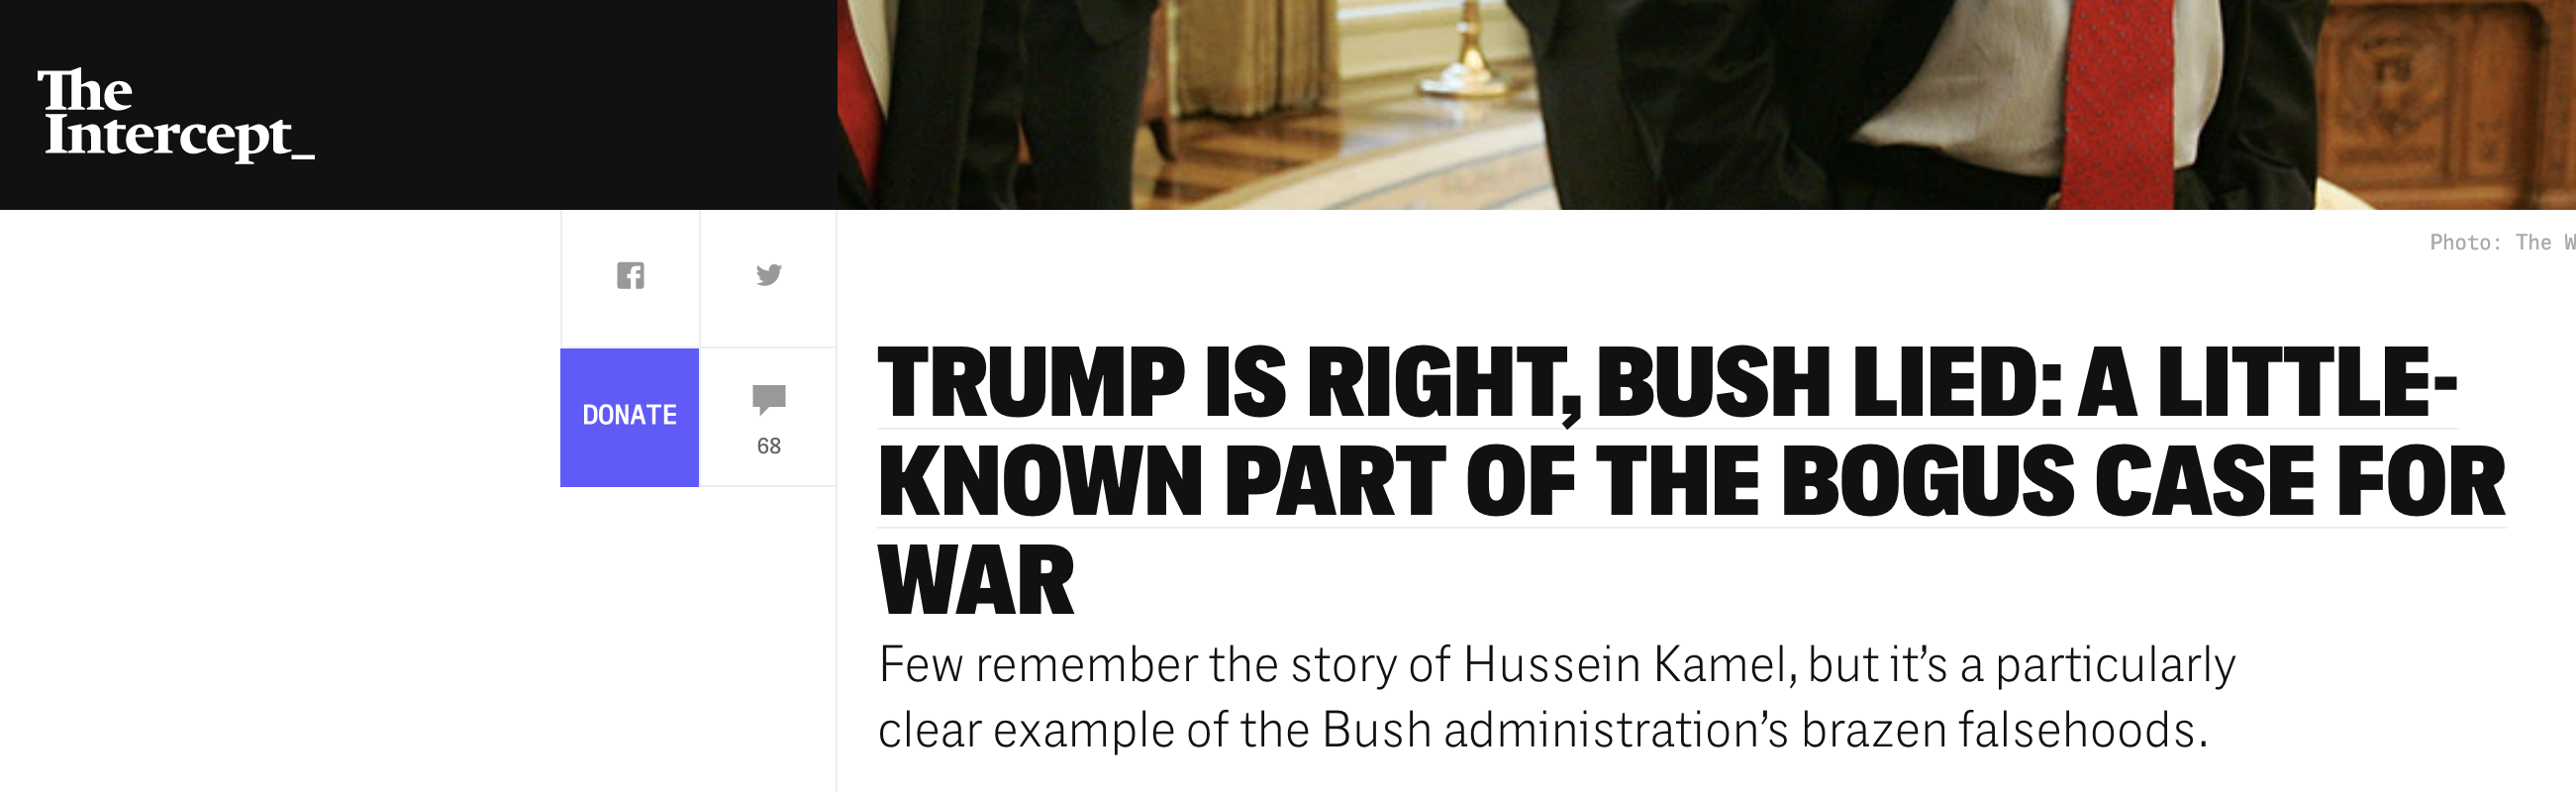 The
Intercept_
Photo: The W
DONATE
68
TRUMP IS RIGHT, BUSH LIED: A LITTLE-
KNOWN PART OF THE BOGUS CASE FOR
WAR
Few remember the story of Hussein Kamel, but it’s a particularly
clear example of the Bush administration’s brazen falsehoods.